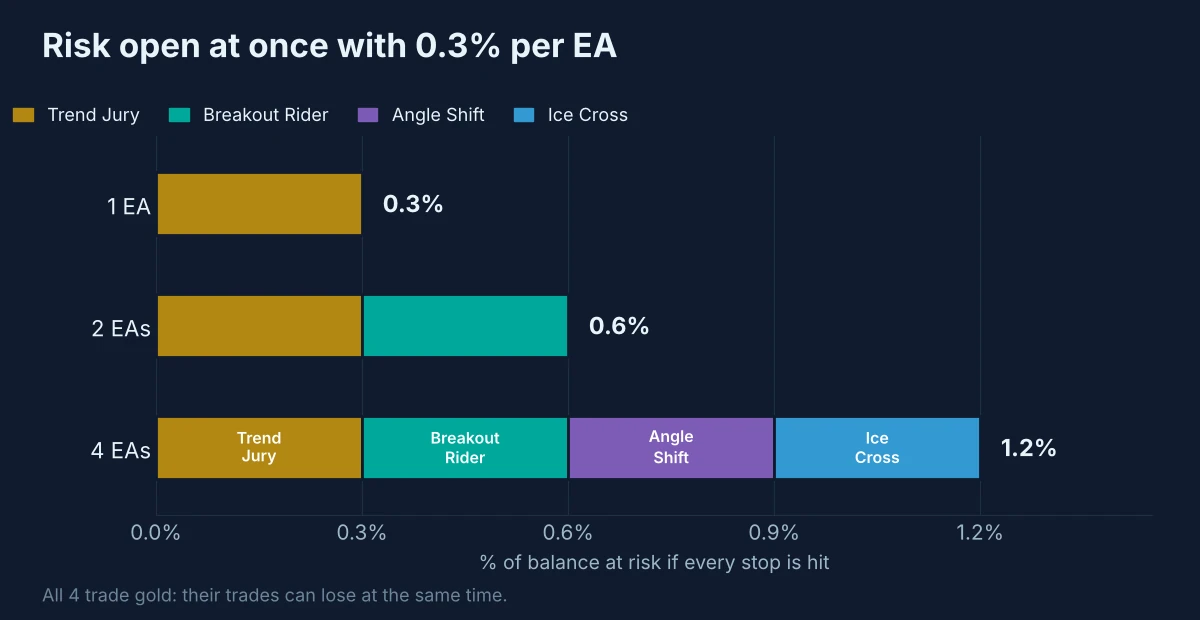 Risk open at once with 0.3% per EA
Trend Jury Breakout Rider Angle Shift Ice Cross
1 EA 0.3%
2 EAs 0.6%
4 EAs Trend Jury Breakout Rider Angle Shift Ice Cross 1.2%
0.0% 0.3% 0.6% 0.9% 1.2%
% of balance at risk if every stop is hit
All 4 trade gold: their trades can lose at the same time.